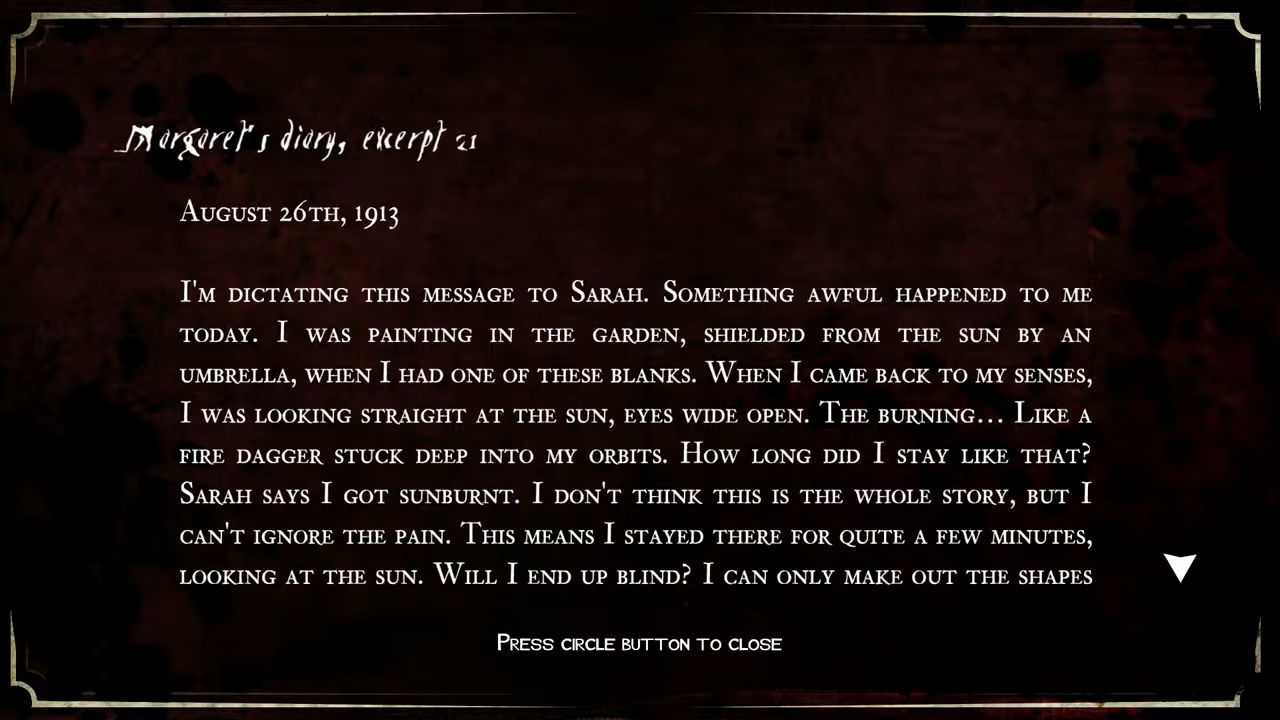 Margaret's diary, excerpt 21
August 26th, 1913
I'm dictating this message to Sarah. Something awful happened to me
today. I was painting in the garden, shielded from the sun by an
umbrella, when I had one of these blanks. When I came back to my senses,
I was looking straight at the sun, eyes wide open. The burning... Like a
fire dagger stuck deep into my orbits. How long did I stay like that?
Sarah says I got sunburnt. I don't think this is the whole story, but I
can't ignore the pain. This means I stayed there for quite a few minutes,
looking at the sun. Will I end up blind? I can only make out the shapes
Press circle button to close